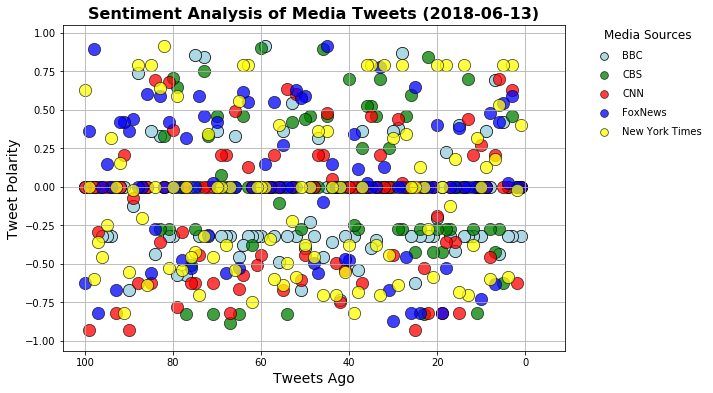 Sentiment Analysis of Media Tweets (2018-06-13)
Media Sources
BBC
CBS
CNN
FoxNews
New York Times
Tweet Polarity
1.00
0.75
0.50
0.25
0.00
−0.25
−0.50
−0.75
−1.00
100 80 60 40 20 0
Tweets Ago